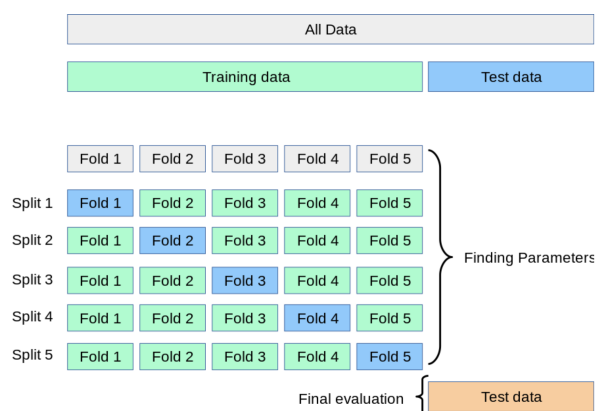 All Data
Training data Test data
Fold 1 Fold 2 Fold 3 Fold 4 Fold 5
Split 1 Fold 1 Fold 2 Fold 3 Fold 4 Fold 5
Split 2 Fold 1 Fold 2 Fold 3 Fold 4 Fold 5
Finding Parameters
Split 3 Fold 1 Fold 2 Fold 3 Fold 4 Fold 5
Split 4 Fold 1 Fold 2 Fold 3 Fold 4 Fold 5
Split 5 Fold 1 Fold 2 Fold 3 Fold 4 Fold 5
Final evaluation Test data